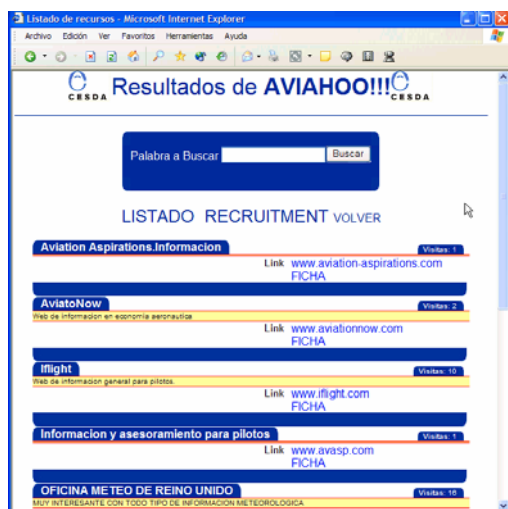 Listado de recursos - Microsoft Internet Explorer
Archivo Edición Ver Favoritos Herramientas Ayuda
CESDA Resultados de AVIAHOO!!! CESDA
Palabra a Buscar Buscar
LISTADO RECRUITMENT VOLVER
Aviation Aspirations.Informacion Visitas: 1
Link www.aviation-aspirations.com
FICHA
AviatoNow Visitas: 2
Web de informacion en economia aeronautica
Link www.aviationnow.com
FICHA
Iflight Visitas: 10
Web de informacion general para pilotos.
Link www.iflight.com
FICHA
Informacion y asesoramiento para pilotos Visitas: 1
Link www.avasp.com
FICHA
OFICINA METEO DE REINO UNIDO Visitas: 16
MUY INTERESANTE CON TODO TIPO DE INFORMACION METEOROLOGICA